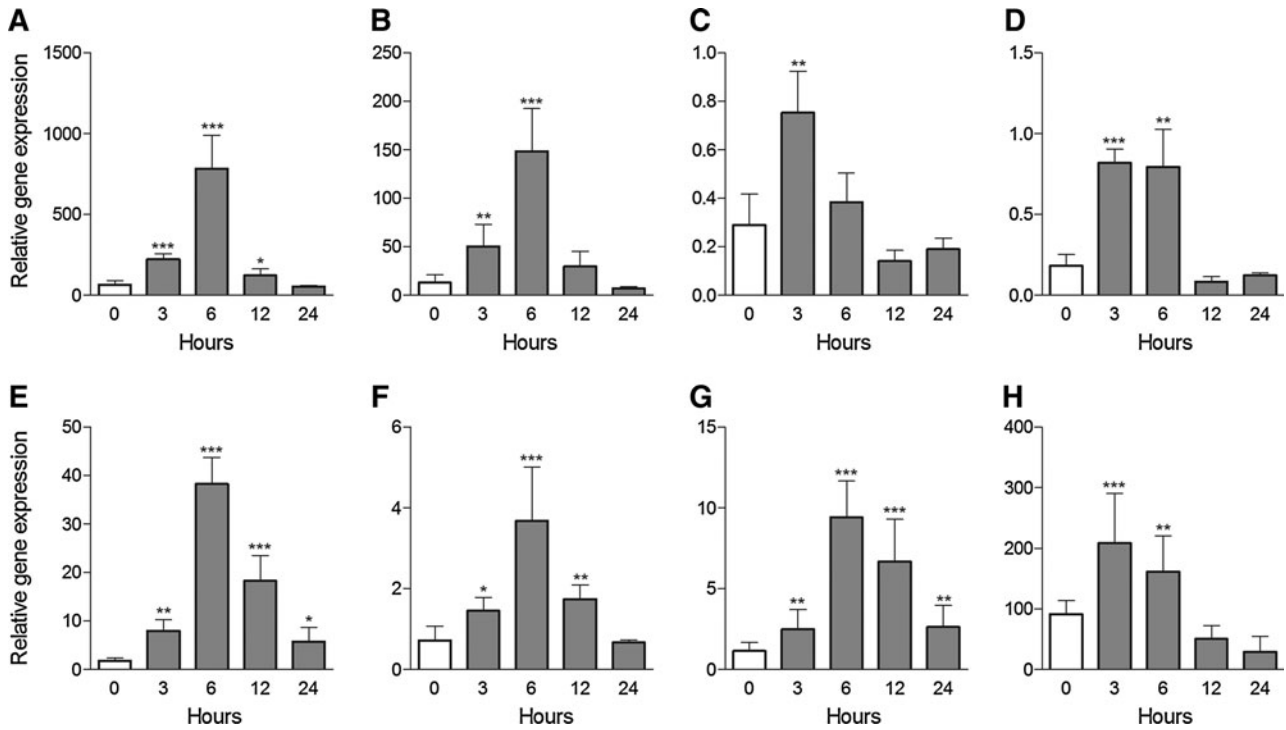 A
B
C
D
Relative gene expression
1500
1000
500
0
***
***
*
0 3 6 12 24
Hours
250
200
150
100
50
0
**
***
0 3 6 12 24
Hours
1.0
0.8
0.6
0.4
0.2
0.0
**
0 3 6 12 24
Hours
1.5
1.0
0.5
0.0
***
**
0 3 6 12 24
Hours
E
F
G
H
Relative gene expression
50
40
30
20
10
0
**
***
***
*
0 3 6 12 24
Hours
6
4
2
0
*
***
**
0 3 6 12 24
Hours
15
10
5
0
**
***
***
**
0 3 6 12 24
Hours
400
300
200
100
0
***
**
0 3 6 12 24
Hours